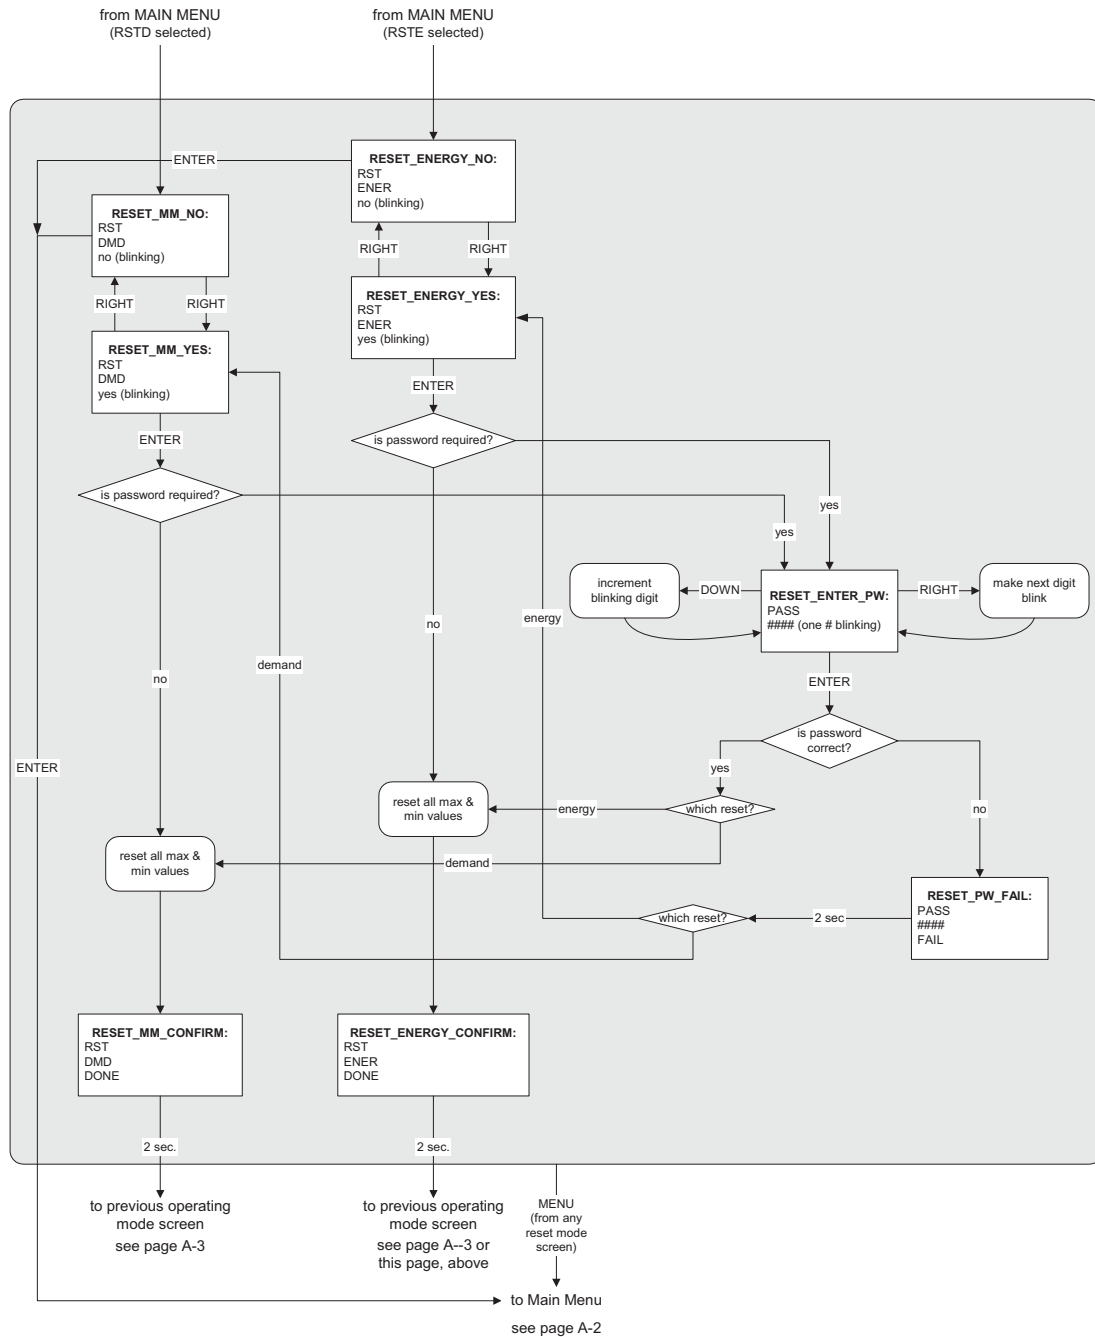 from MAIN MENU
(RSTD selected)
from MAIN MENU
(RSTE selected)
ENTER
RESET_ENERGY_NO:
RST
ENER
no (blinking)
RESET_MM_NO:
RST
DMD
no (blinking)
RIGHT
RIGHT
RIGHT
RIGHT
RESET_ENERGY_YES:
RST
ENER
yes (blinking)
RESET_MM_YES:
RST
DMD
yes (blinking)
ENTER
ENTER
is password required?
is password required?
yes
yes
increment
blinking digit
DOWN
RESET_ENTER_PW:
PASS
#### (one # blinking)
RIGHT
make next digit
blink
energy
no
demand
no
ENTER
is password
correct?
yes
no
ENTER
reset all max &
min values
energy
which reset?
reset all max &
min values
demand
RESET_PW_FAIL:
PASS
####
FAIL
2 sec
which reset?
RESET_MM_CONFIRM:
RST
DMD
DONE
RESET_ENERGY_CONFIRM:
RST
ENER
DONE
2 sec.
2 sec.
to previous operating
mode screen
see page A-3
to previous operating
mode screen
see page A--3 or
this page, above
MENU
(from any
reset mode
screen)
to Main Menu
see page A-2